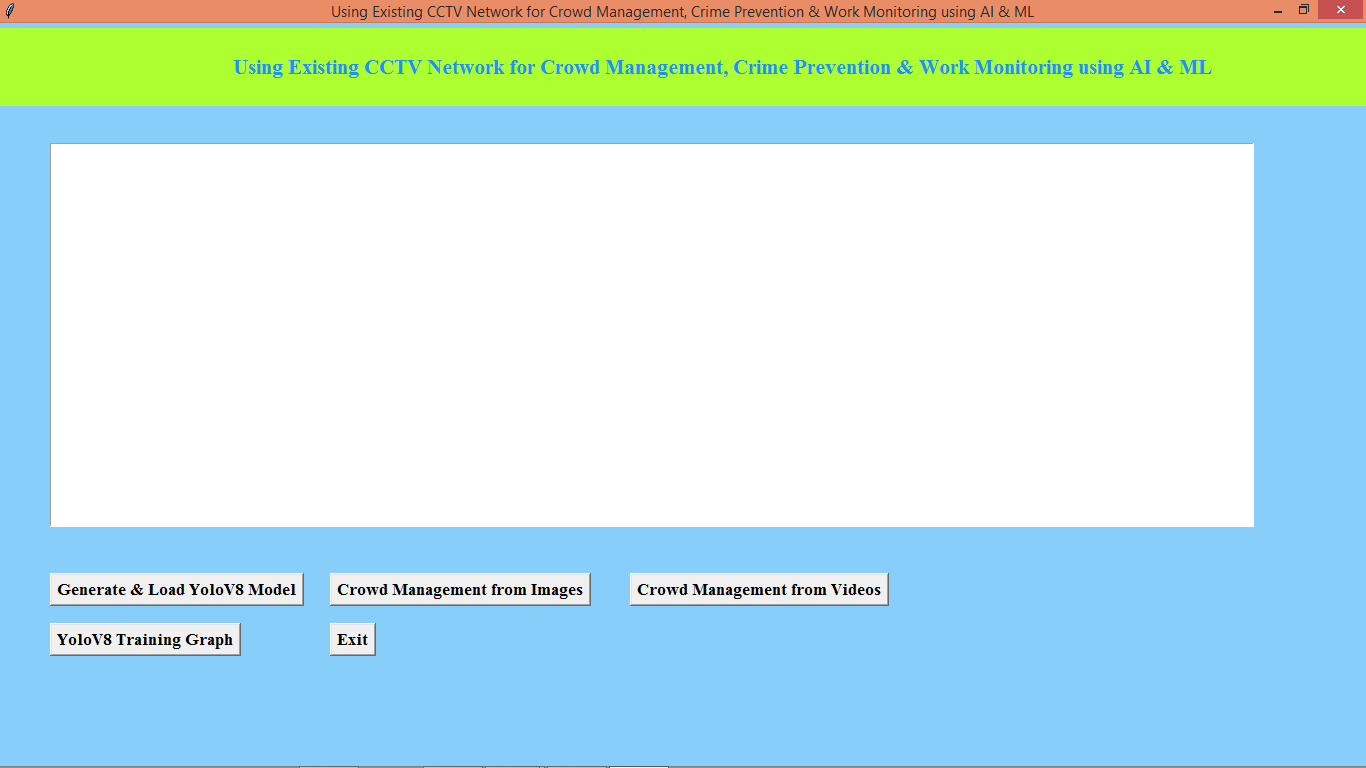 Using Existing CCTV Network for Crowd Management, Crime Prevention & Work Monitoring using AI & ML
Using Existing CCTV Network for Crowd Management, Crime Prevention & Work Monitoring using AI & ML
Generate & Load YoloV8 Model Crowd Management from Images Crowd Management from Videos
YoloV8 Training Graph Exit